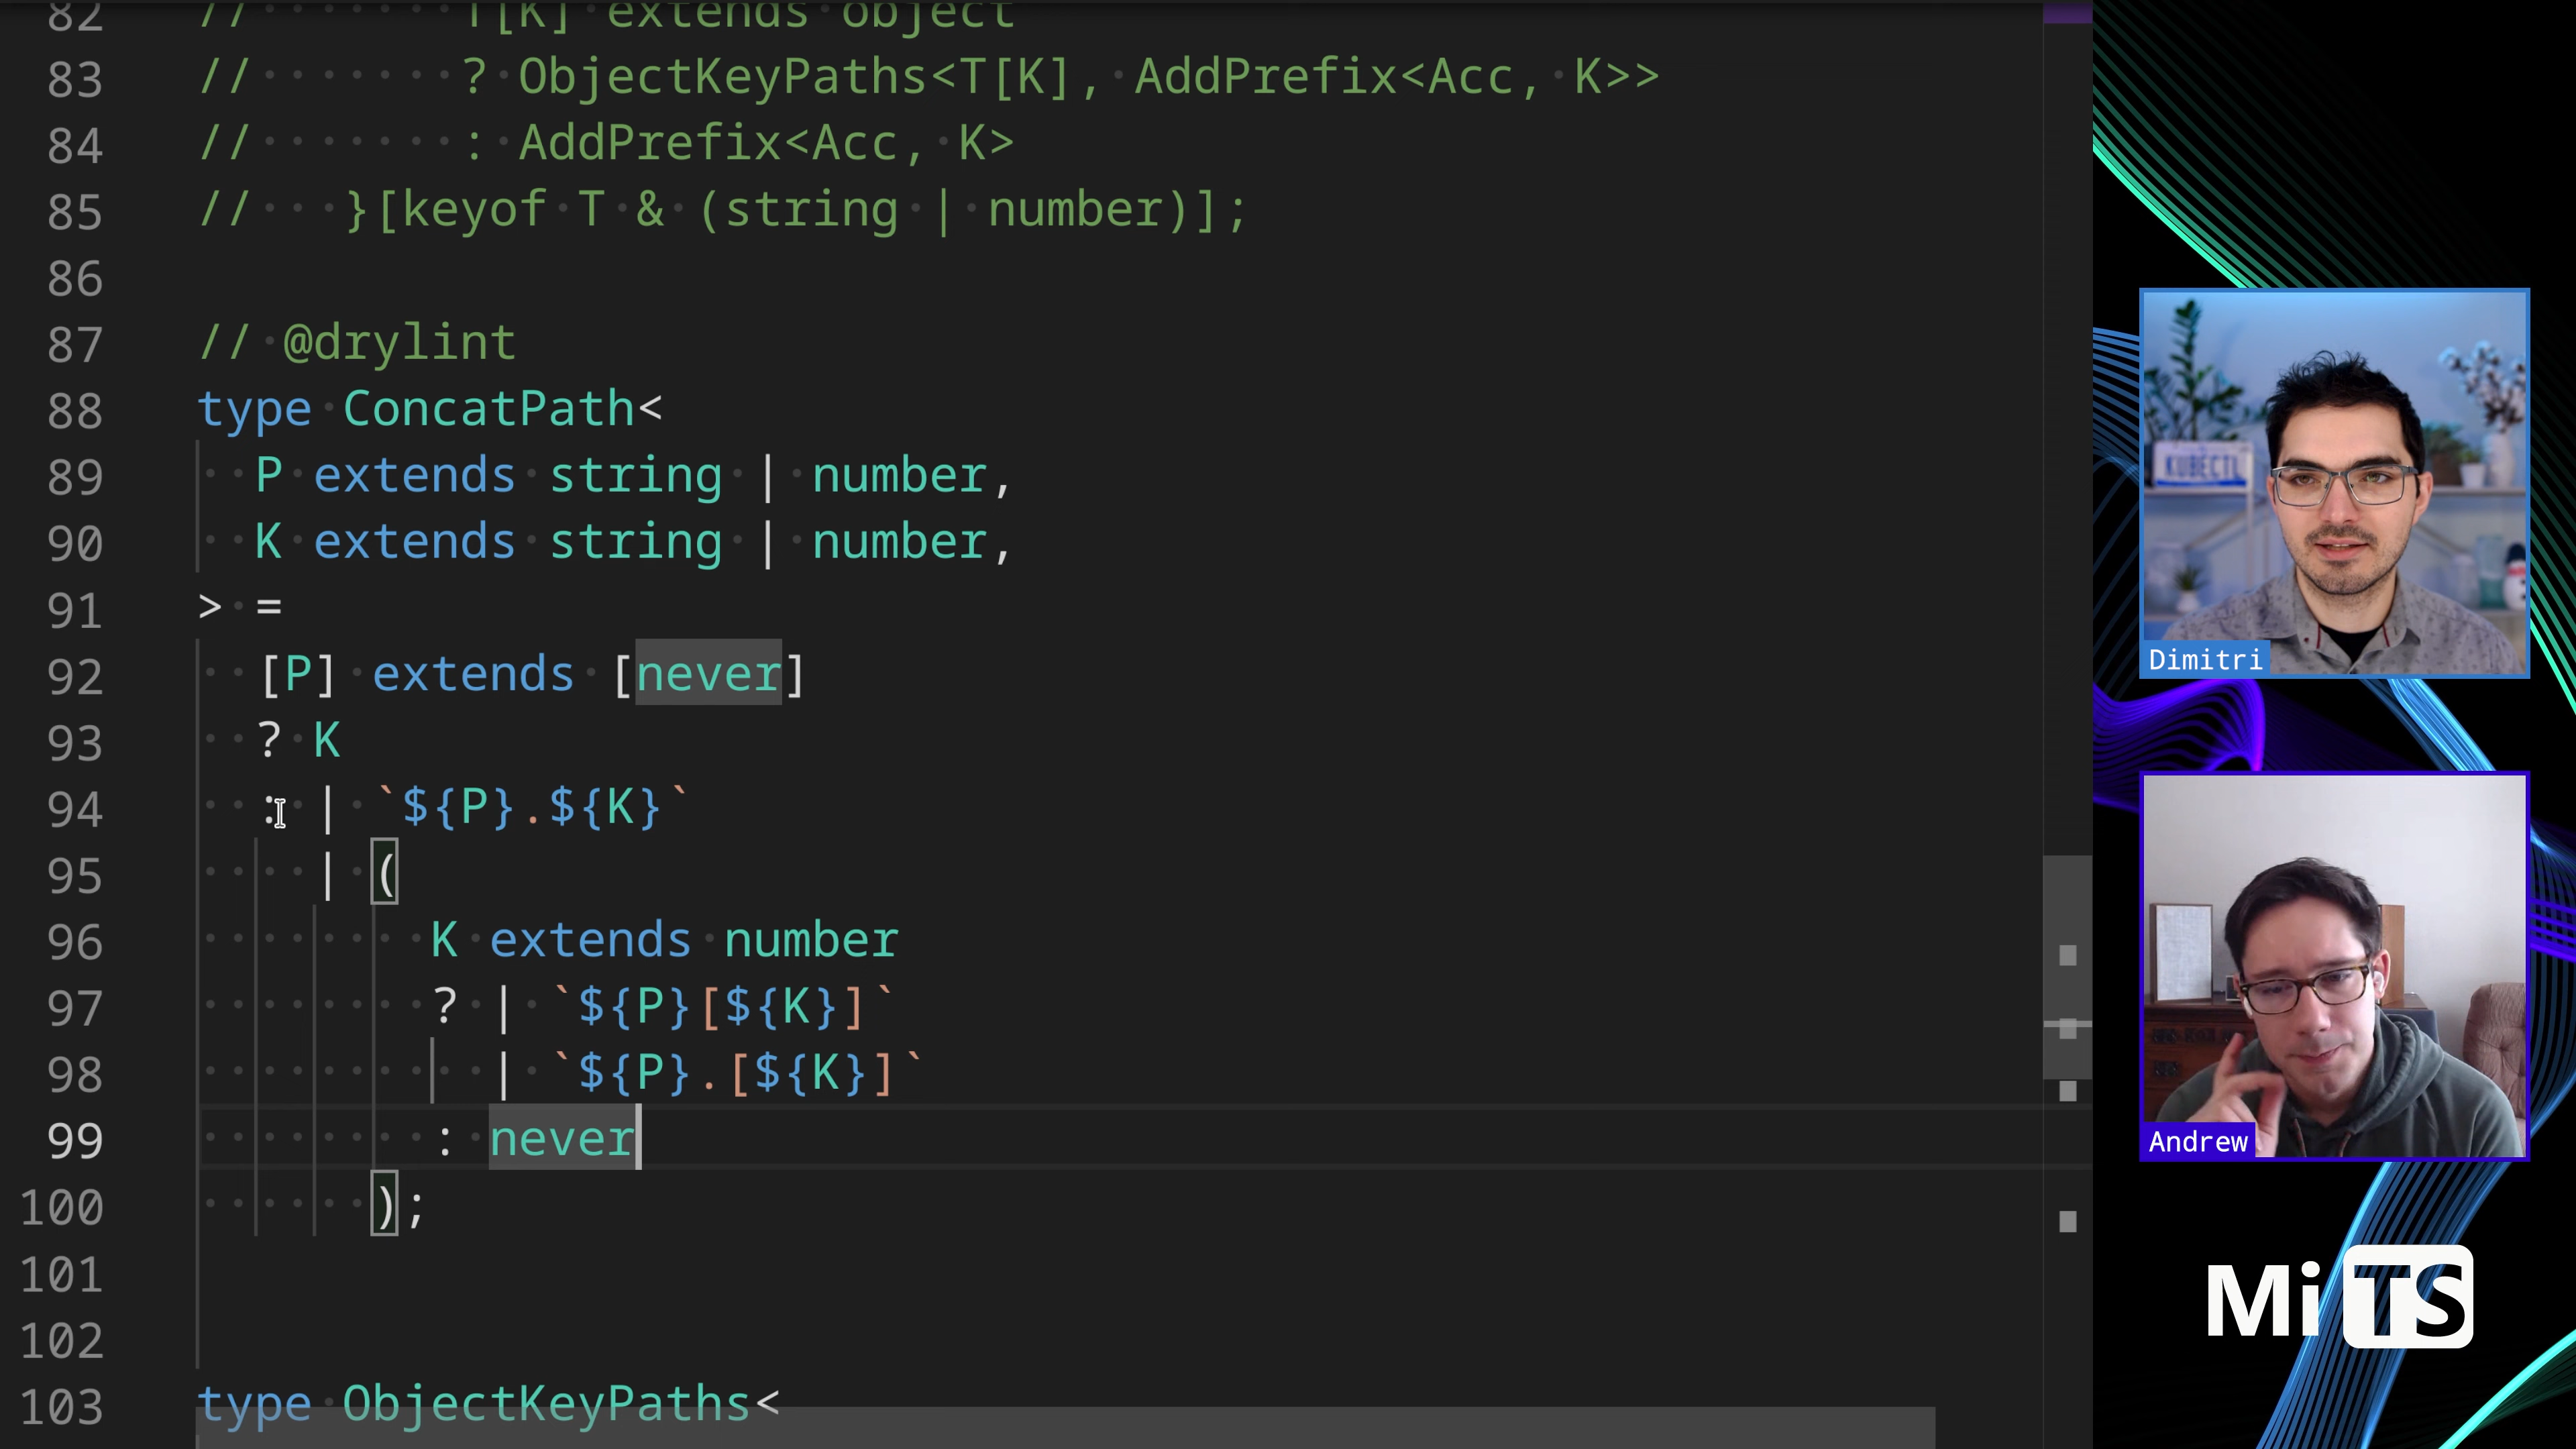 82 // T[K] extends object
83 // ? ObjectKeyPaths<T[K], AddPrefix<Acc, K>>
84 // : AddPrefix<Acc, K>
85 // }[keyof T & (string | number)];
86
87 // @drylint
88 type ConcatPath<
89 P extends string | number,
90 K extends string | number,
91 > =
92 [P] extends [never]
93 ? K
94 : | `${P}.${K}`
95 | (
96 K extends number
97 ? | `${P}[${K}]`
98 | `${P}.[${K}]`
99 : never
100 );
101
102
103 type ObjectKeyPaths<
KUBECTL
Dimitri
Andrew
MiTS